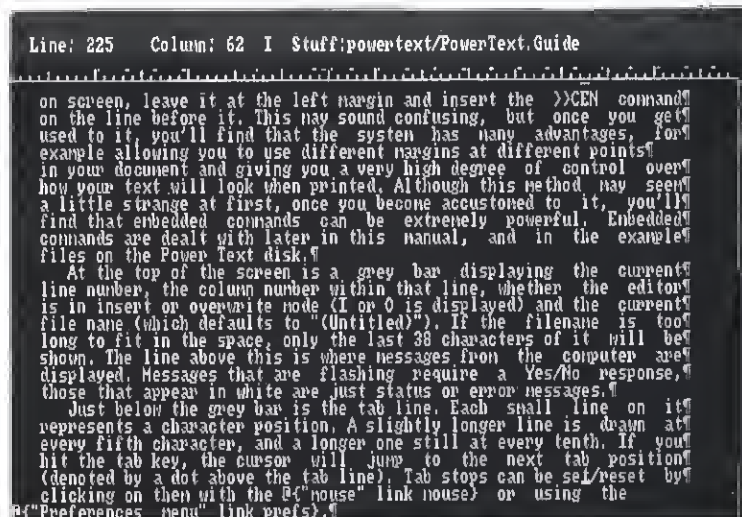 Line: 225 Column: 62 I Stuff:powertext/PowerText.Guide
on screen, leave it at the left margin and insert the >>CEN command¶
on the line before it. This may sound confusing, but once you get¶
used to it, you'll find that the system has many advantages, for¶
example allowing you to use different margins at different points¶
in your document and giving you a very high degree of control over¶
how your text will look when printed. Although this method may seem¶
a little strange at first, once you become accustomed to it, you'll¶
find that embedded commands can be extremely powerful. Embedded¶
commands are dealt with later in this manual, and in the example¶
files on the Power Text disk.¶
At the top of the screen is a grey bar displaying the current¶
line number, the column number within that line, whether the editor¶
is in insert or overwrite mode (I or O is displayed) and the current¶
file name (which defaults to "(Untitled)"). If the filename is too¶
long to fit in the space, only the last 38 characters of it will be¶
shown. The line above this is where messages from the computer are¶
displayed. Messages that are flashing require a Yes/No response,¶
those that appear in white are just status or error messages.¶
Just below the grey bar is the tab line. Each small line on it¶
represents a character position. A slightly longer line is drawn at¶
every fifth character, and a longer one still at every tenth. If you¶
hit the tab key, the cursor will jump to the next tab position¶
(denoted by a dot above the tab line). Tab stops can be set/reset by¶
clicking on then with the @{"mouse" link mouse} or using the
@{"Preferences menu" link prefs}.¶